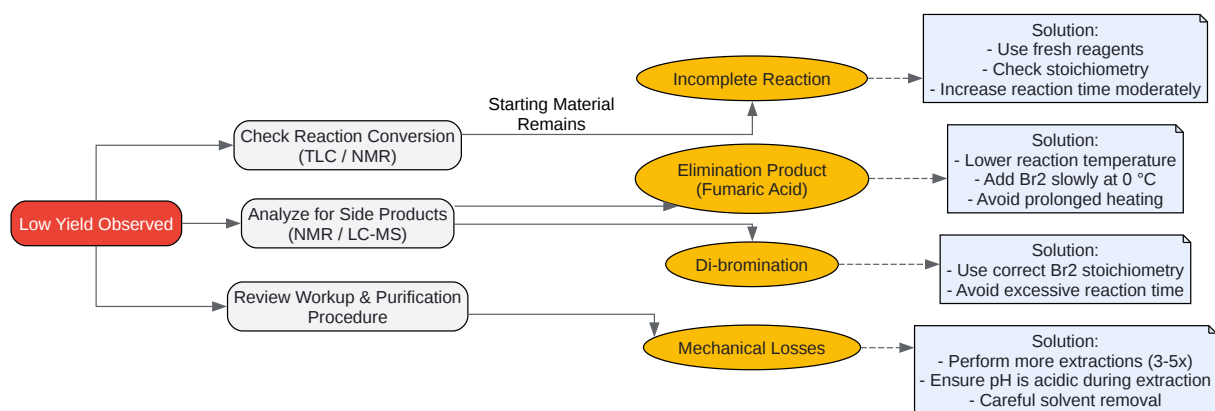 Low Yield Observed
Check Reaction Conversion
(TLC / NMR)
Analyze for Side Products
(NMR / LC-MS)
Review Workup & Purification
Procedure
Starting Material
Remains
Incomplete Reaction
Elimination Product
(Fumaric Acid)
Di-bromination
Mechanical Losses
Solution:
- Use fresh reagents
- Check stoichiometry
- Increase reaction time moderately
Solution:
- Lower reaction temperature
- Add Br2 slowly at 0 °C
- Avoid prolonged heating
Solution:
- Use correct Br2 stoichiometry
- Avoid excessive reaction time
Solution:
- Perform more extractions (3-5x)
- Ensure pH is acidic during extraction
- Careful solvent removal